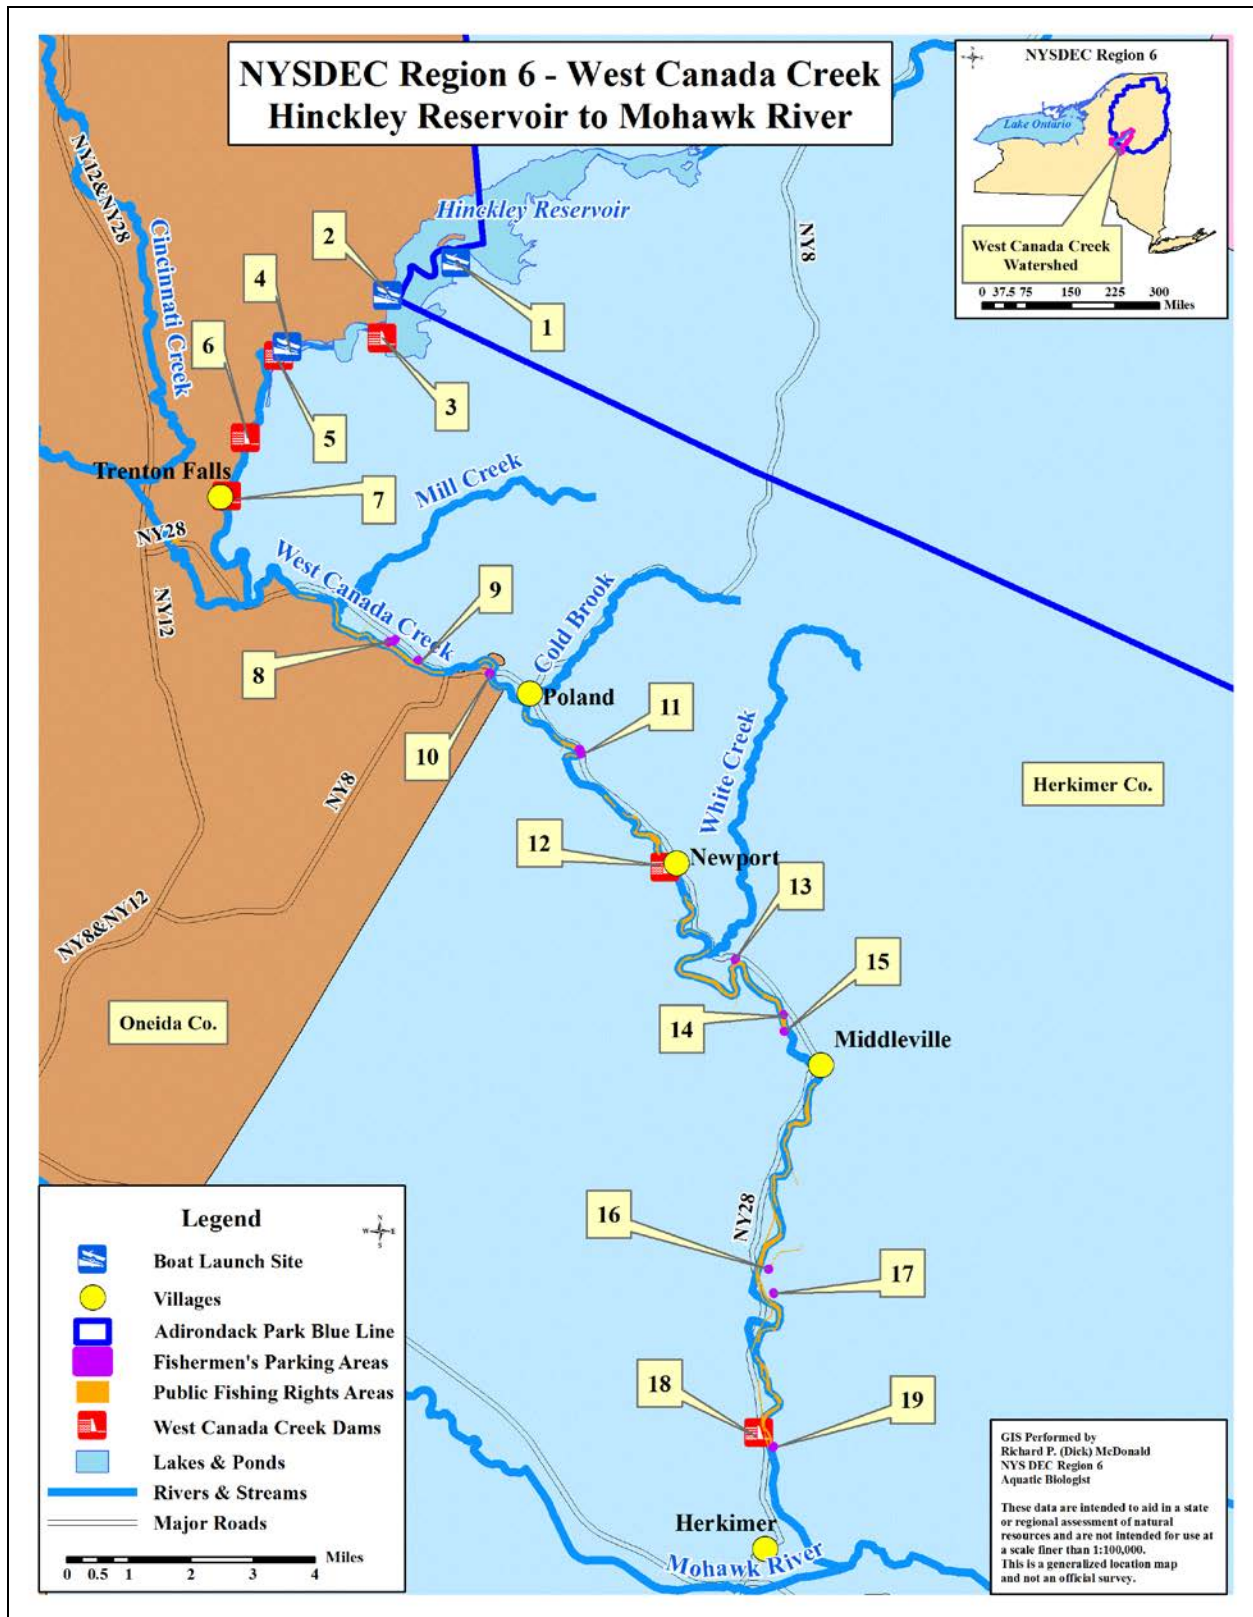 NYSDEC Region 6 - West Canada Creek
Hinckley Reservoir to Mohawk River
NYSDEC Region 6
Lake Ontario
West Canada Creek
Watershed
0 37.5 75 150 225 300
Miles
NY12&NY28
Cincinnati Creek
Hinckley Reservoir
NY8
2
4
1
6
3
5
Trenton Falls
7
Mill Creek
NY28
West Canada Creek
NY12
9
Cold Brook
8
Poland
10
11
NY8
White Creek
Herkimer Co.
12
Newport
13
NY8&NY12
15
Oneida Co.
14
Middleville
16
NY28
17
18
19
Herkimer
Mohawk River
Legend
N
W E
S
Boat Launch Site
Villages
Adirondack Park Blue Line
Fishermen's Parking Areas
Public Fishing Rights Areas
West Canada Creek Dams
Lakes & Ponds
Rivers & Streams
Major Roads
Miles
0 0.5 1 2 3 4
GIS Performed by
Richard P. (Dick) McDonald
NYS DEC Region 6
Aquatic Biologist
These data are intended to aid in a state
or regional assessment of natural
resources and are not intended for use at
a scale finer than 1:100,000.
This is a generalized location map
and not an official survey.